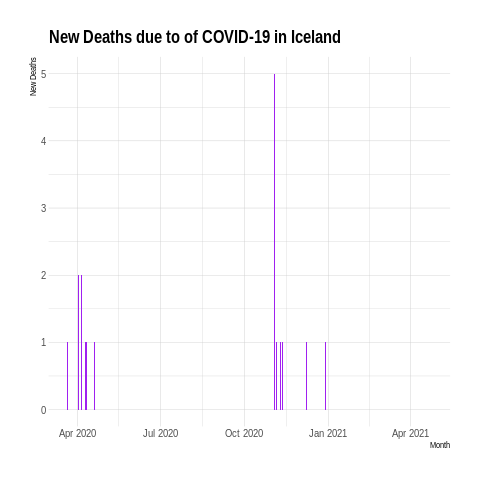 New Deaths due to of COVID-19 in Iceland
New Deaths
5
4
3
2
1
0
Apr 2020 Jul 2020 Oct 2020 Jan 2021 Apr 2021
Month